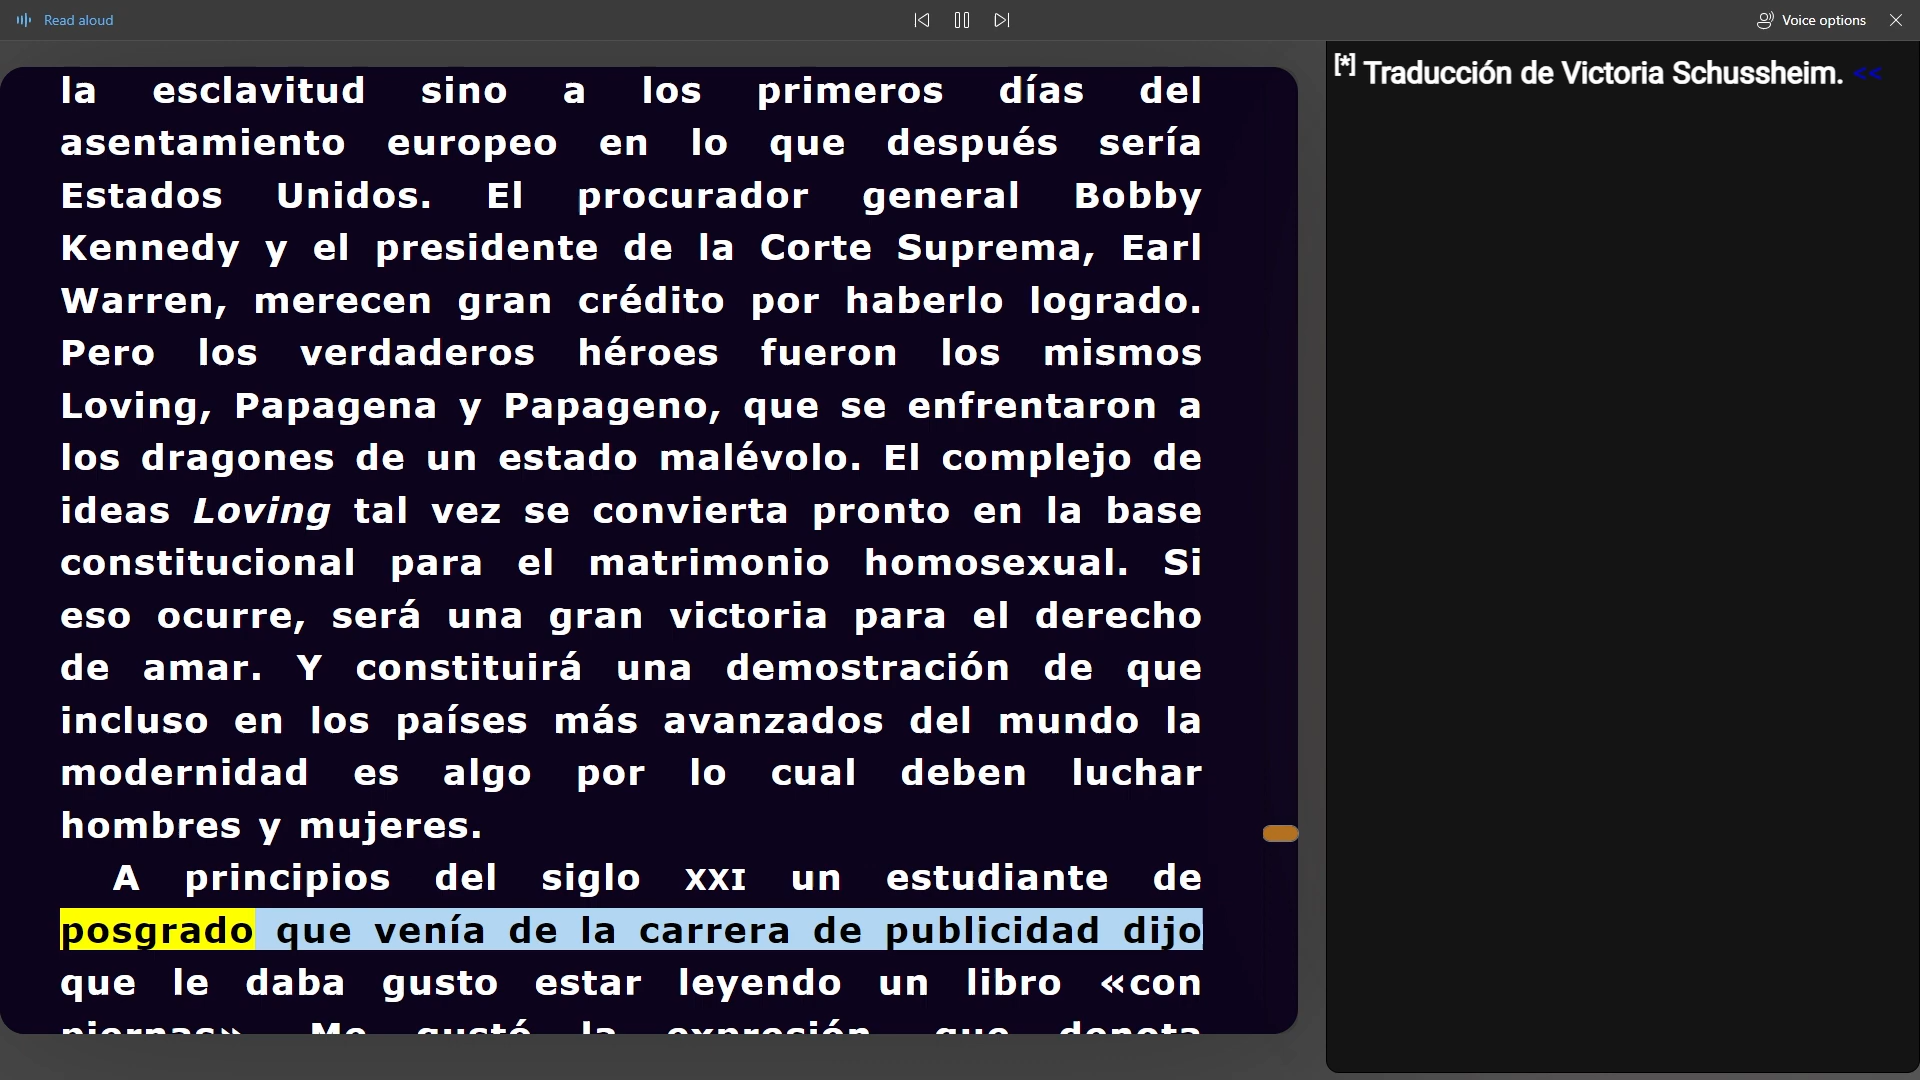 Read aloud
Voice options
la esclavitud sino a los primeros días del
asentamiento europeo en lo que después sería
Estados Unidos. El procurador general Bobby
Kennedy y el presidente de la Corte Suprema, Earl
Warren, merecen gran crédito por haberlo logrado.
Pero los verdaderos héroes fueron los mismos
Loving, Papagena y Papageno, que se enfrentaron a
los dragones de un estado malévolo. El complejo de
ideas Loving tal vez se convierta pronto en la base
constitucional para el matrimonio homosexual. Si
eso ocurre, será una gran victoria para el derecho
de amar. Y constituirá una demostración de que
incluso en los países más avanzados del mundo la
modernidad es algo por lo cual deben luchar
hombres y mujeres.
A principios del siglo XXI un estudiante de
posgrado que venía de la carrera de publicidad dijo
que le daba gusto estar leyendo un libro «con
piernas». Me gustó la expresión, que denota
[*] Traducción de Victoria Schussheim. <<